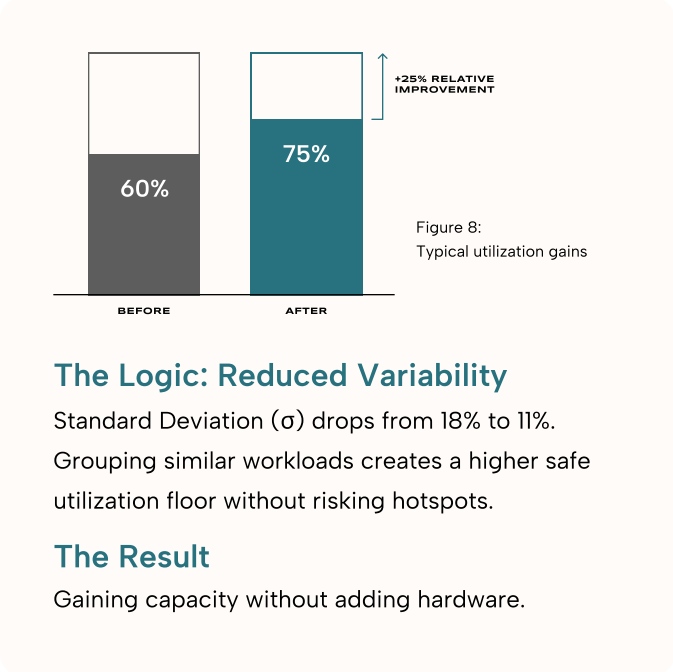 +25% RELATIVE
IMPROVEMENT
75%
60%
Figure 8:
Typical utilization gains
BEFORE
AFTER
The Logic: Reduced Variability
Standard Deviation (σ) drops from 18% to 11%.
Grouping similar workloads creates a higher safe
utilization floor without risking hotspots.
The Result
Gaining capacity without adding hardware.